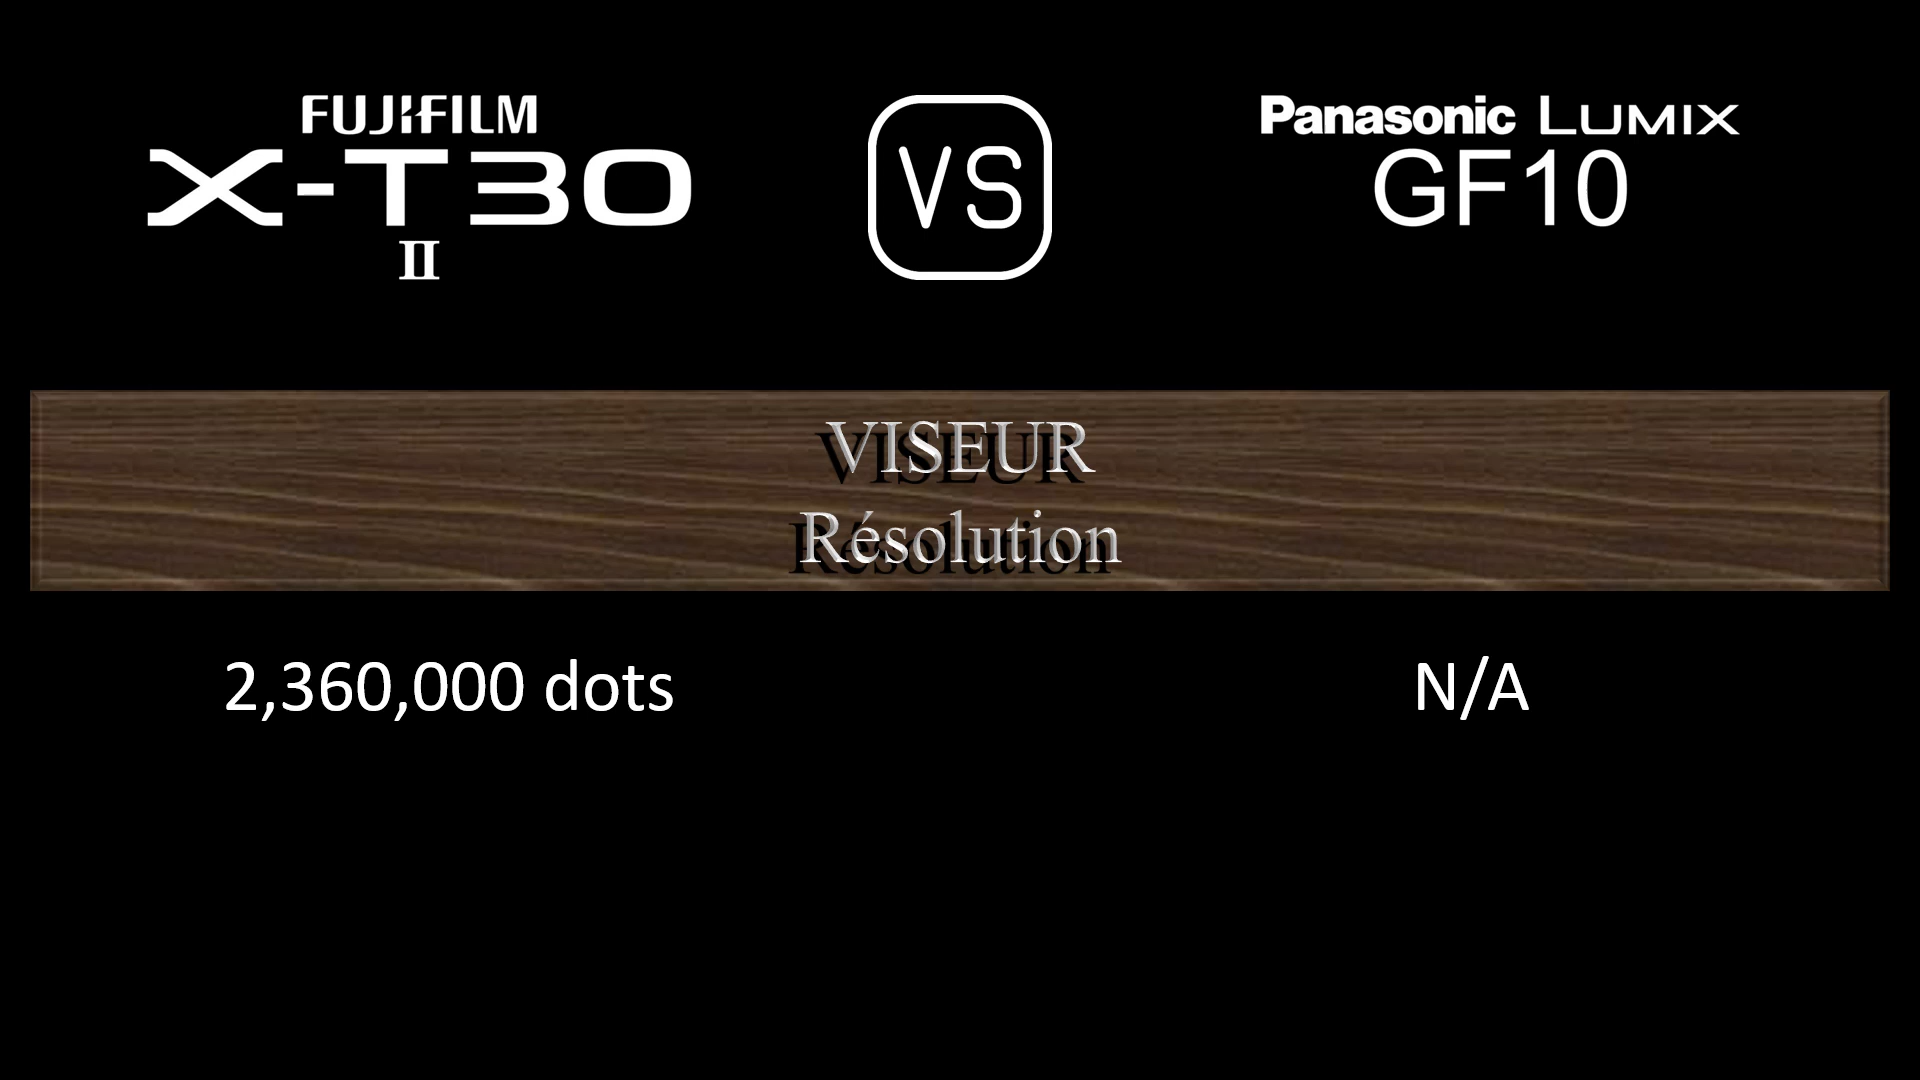 FUJIFILM
X-T30
II
VS
Panasonic LUMIX
GF10
VISEUR
Résolution
2,360,000 dots
N/A